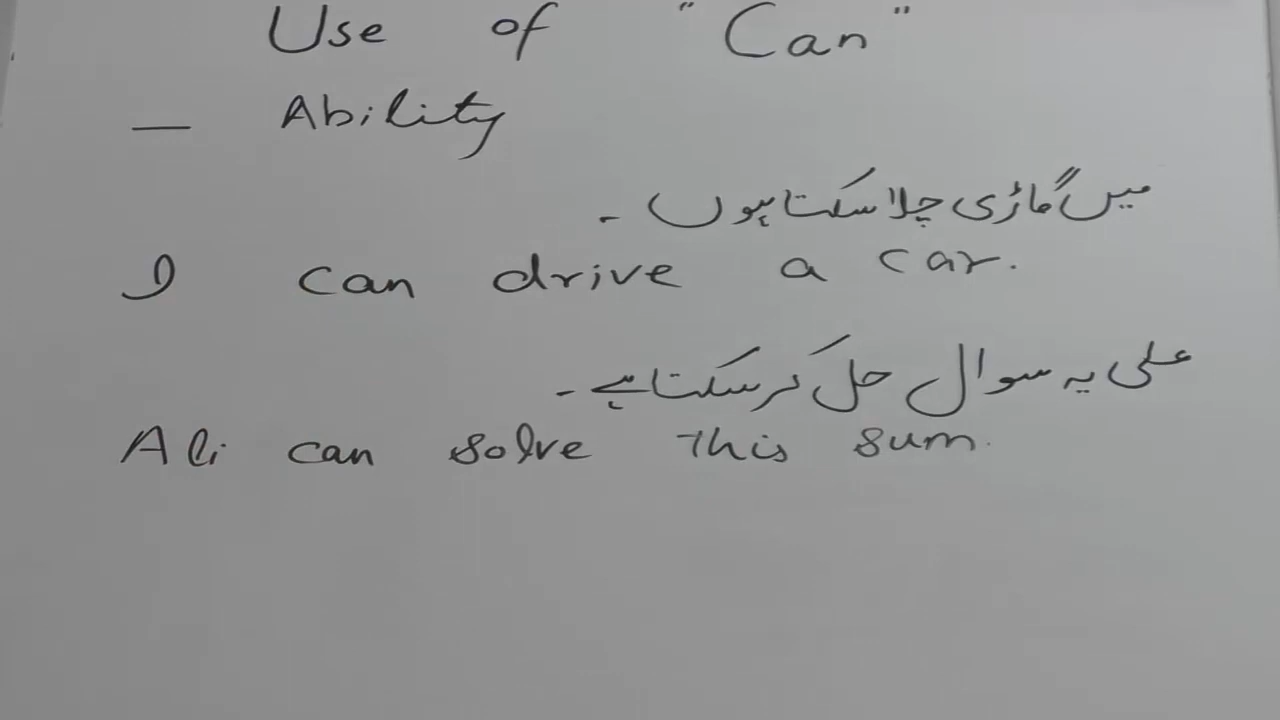 Use of "Can"
— Ability
میں گاڑی چلا سکتا ہوں ۔
I can drive a car.
علی یہ سوال حل کر سکتا ہے ۔
Ali can solve this sum.